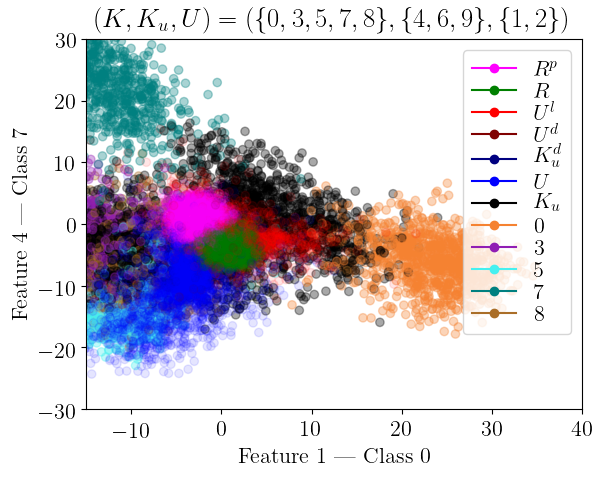 (K, K_u, U) = ({0, 3, 5, 7, 8}, {4, 6, 9}, {1, 2})
30
20
10
0
−10
−20
−30
Feature 4 — Class 7
−10
0
10
20
30
40
Feature 1 — Class 0
R^p
R
U^l
U^d
K_u^d
U
K_u
0
3
5
7
8